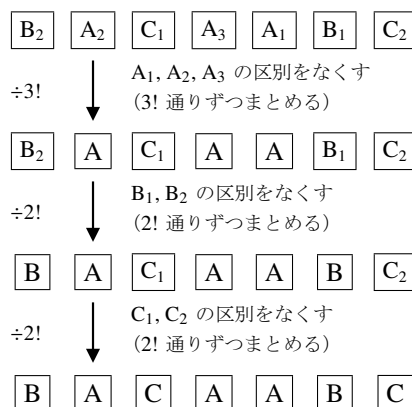 B₂ A₂ C₁ A₃ A₁ B₁ C₂
÷3! A₁, A₂, A₃ の区別をなくす
（3! 通りずつまとめる）
B₂ A C₁ A A B₁ C₂
÷2! B₁, B₂ の区別をなくす
（2! 通りずつまとめる）
B A C₁ A A B C₂
÷2! C₁, C₂ の区別をなくす
（2! 通りずつまとめる）
B A C A A B C